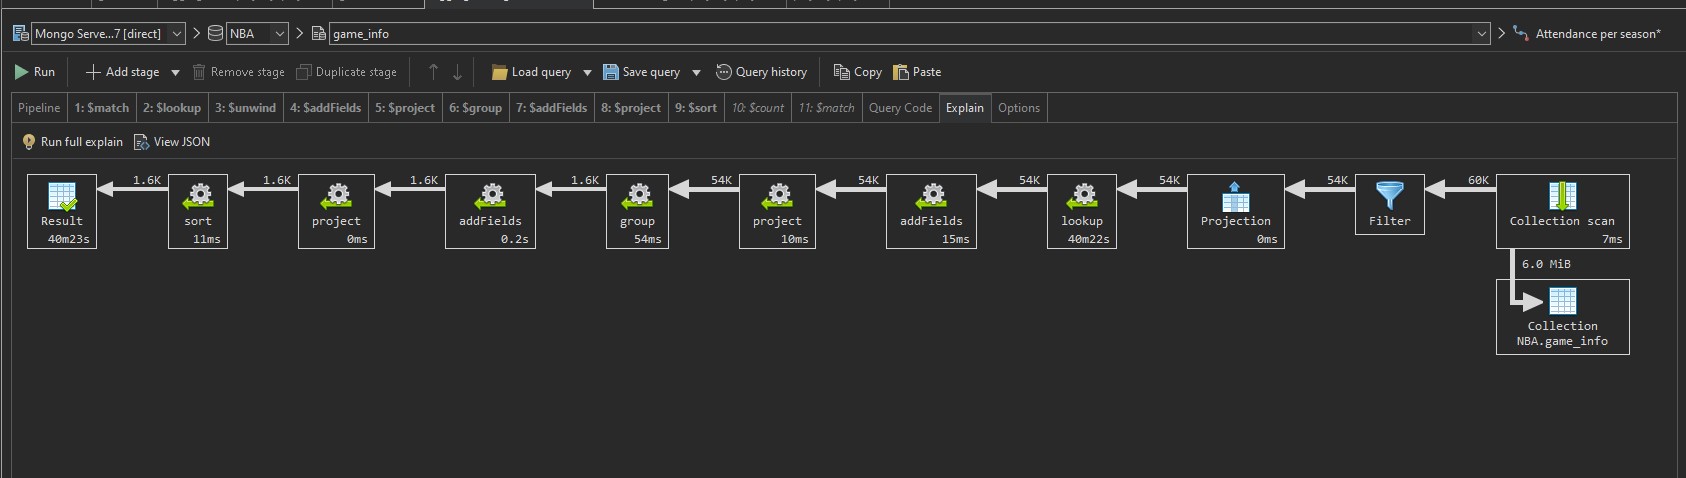 Mongo Serve...7 [direct] NBA game_info Attendance per season*
Run Add stage Remove stage Duplicate stage Load query Save query Query history Copy Paste
Pipeline 1: $match 2: $lookup 3: $unwind 4: $addFields 5: $project 6: $group 7: $addFields 8: $project 9: $sort 10: $count 11: $match Query Code Explain Options
Run full explain View JSON
1.6K 1.6K 1.6K 1.6K 54K 54K 54K 54K 54K 60K
Result sort project addFields group project addFields lookup Projection Filter Collection scan
40m23s 11ms 0ms 0.2s 54ms 10ms 15ms 40m22s 0ms 7ms
6.0 MiB
Collection
NBA.game_info